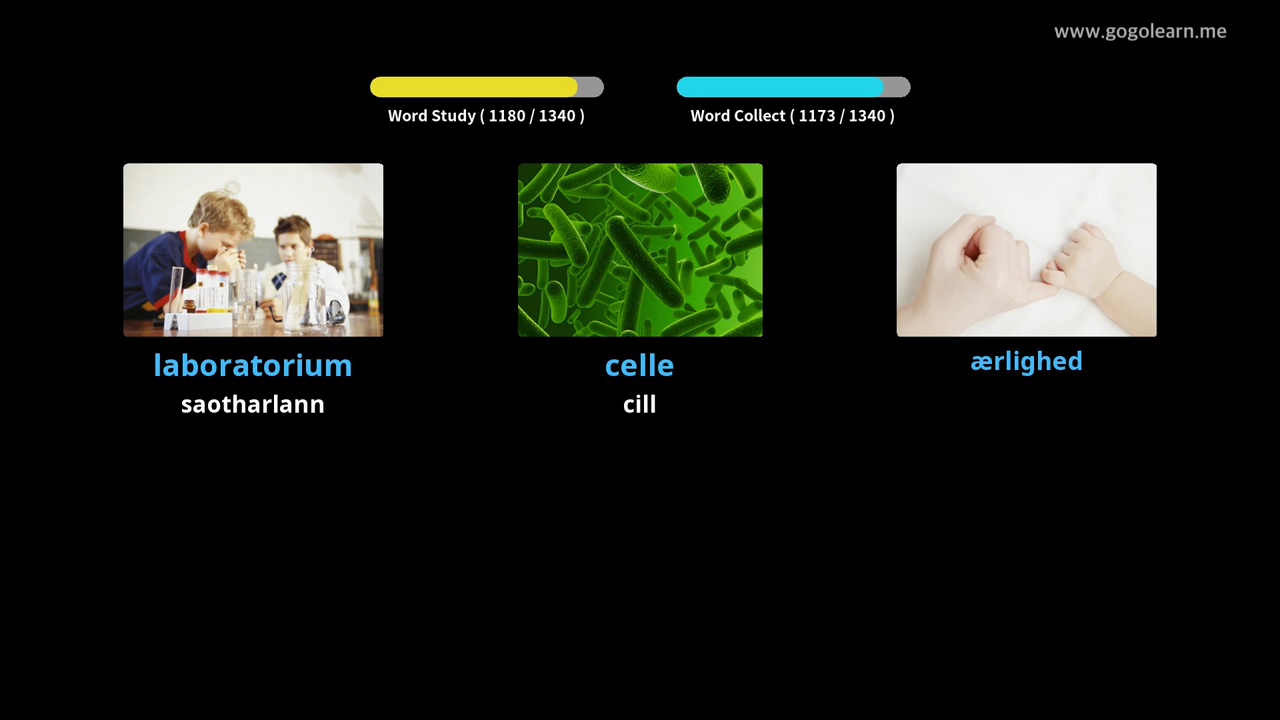 www.gogolearn.me
Word Study ( 1180 / 1340 )
Word Collect ( 1173 / 1340 )
laboratorium
saotharlann
celle
cill
ærlighed